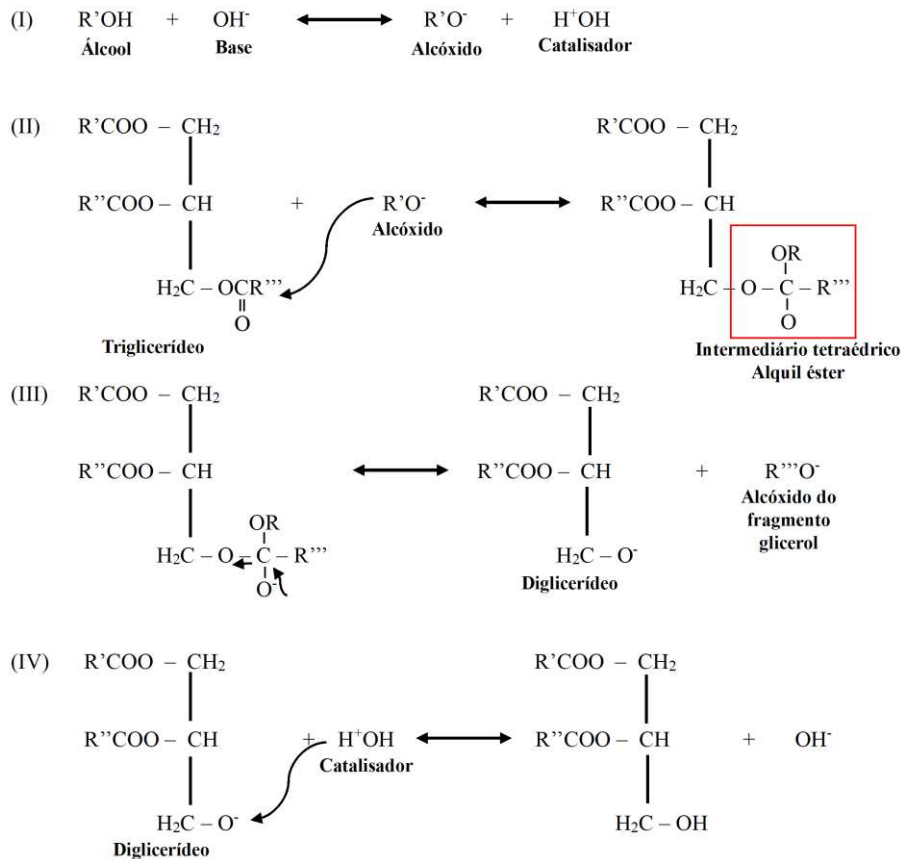 (I) R’OH + OH- R’O- + H+OH
Álcool Base Alcóxido Catalisador
(II) R’COO – CH2 R’COO – CH2
R’’COO – CH + R’O- R’’COO – CH
Alcóxido
OR
H2C – OCR’’’ H2C – O – C – R’’’
O O
Triglicerídeo Intermediário tetraédrico
Alquil éster
(III) R’COO – CH2 R’COO – CH2
R’’COO – CH R’’COO – CH + R’’’O-
Alcóxido do
fragmento
glicerol
OR
H2C – O – C – R’’’ H2C – O-
O-
Diglicerídeo
(IV) R’COO – CH2 R’COO – CH2
R’’COO – CH + H+OH R’’COO – CH + OH-
Catalisador
H2C – O- H2C – OH
Diglicerídeo